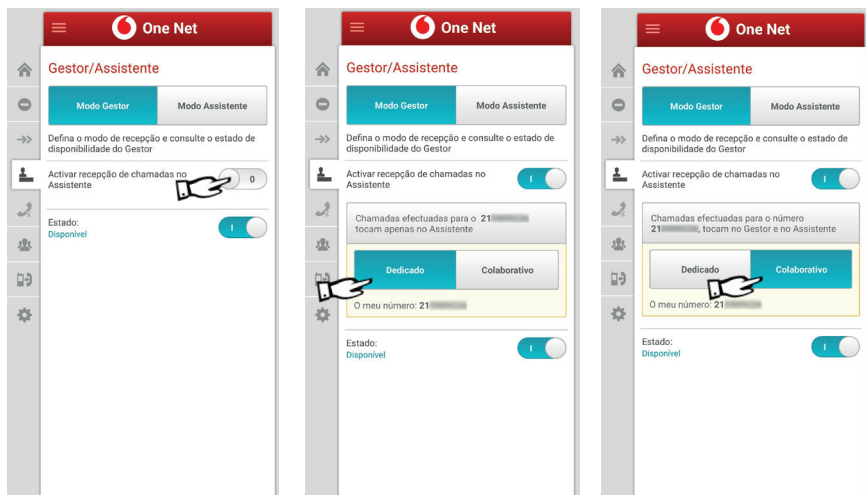 One Net
Gestor/Assistente
Modo Gestor
Modo Assistente
Defina o modo de recepção e consulte o estado de
disponibilidade do Gestor
Activar recepção de chamadas no
Assistente
0
Estado:
Disponível
I
One Net
Gestor/Assistente
Modo Gestor
Modo Assistente
Defina o modo de recepção e consulte o estado de
disponibilidade do Gestor
Activar recepção de chamadas no
Assistente
I
Chamadas efectuadas para o 21
tocam apenas no Assistente
Dedicado
Colaborativo
O meu número: 21
Estado:
Disponível
I
One Net
Gestor/Assistente
Modo Gestor
Modo Assistente
Defina o modo de recepção e consulte o estado de
disponibilidade do Gestor
Activar recepção de chamadas no
Assistente
I
Chamadas efectuadas para o número
21, tocam no Gestor e no Assistente
Dedicado
Colaborativo
O meu número: 21
Estado:
Disponível
I